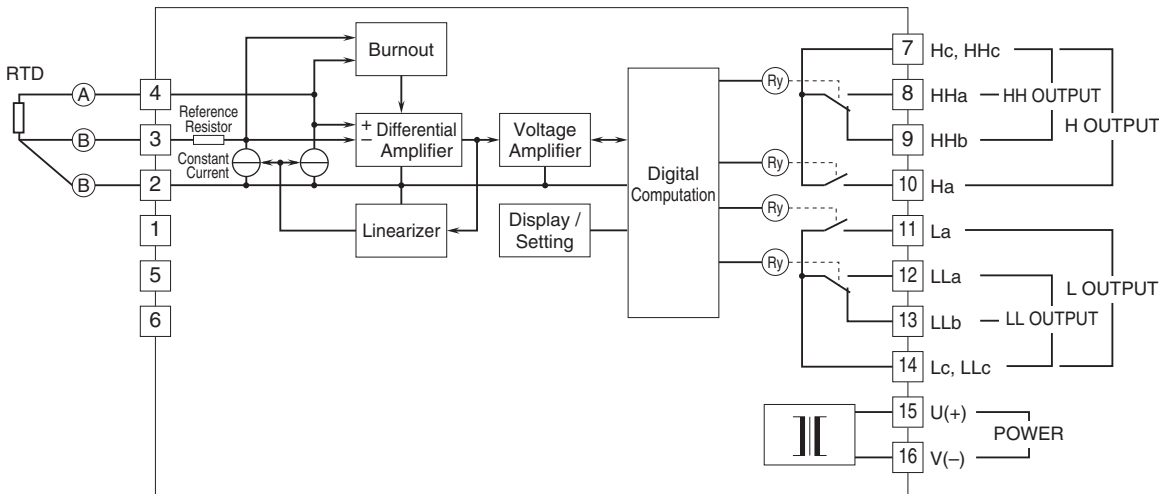 RTD
A
B
B
4
3
2
1
5
6
Reference
Resistor
Constant
Current
Burnout
+
−
Differential
Amplifier
Linearizer
Voltage
Amplifier
Display /
Setting
Digital
Computation
Ry
Ry
Ry
Ry
7 Hc, HHc
8 HHa HH OUTPUT
9 HHb
H OUTPUT
10 Ha
11 La
12 LLa
L OUTPUT
13 LLb LL OUTPUT
14 Lc, LLc
15 U(+)
POWER
16 V(–)